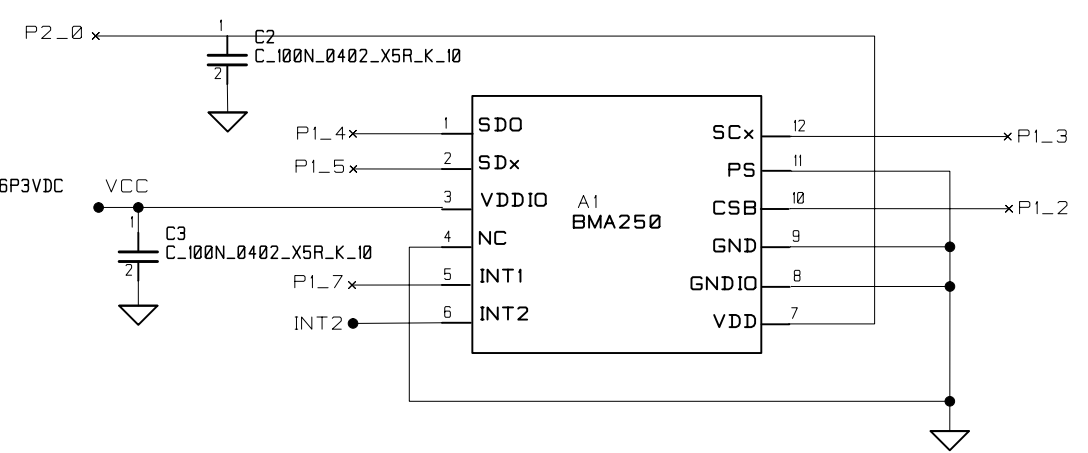 P2_0
1
C2
C_100N_0402_X5R_K_10
2
P1_4
1
SDO
SCx
12
P1_3
P1_5
2
SDx
PS
11
6P3VDC
VCC
3
VDDIO
A1
BMA250
CSB
10
P1_2
1
C3
C_100N_0402_X5R_K_10
2
4
NC
GND
9
P1_7
5
INT1
GNDIO
8
INT2
6
INT2
VDD
7